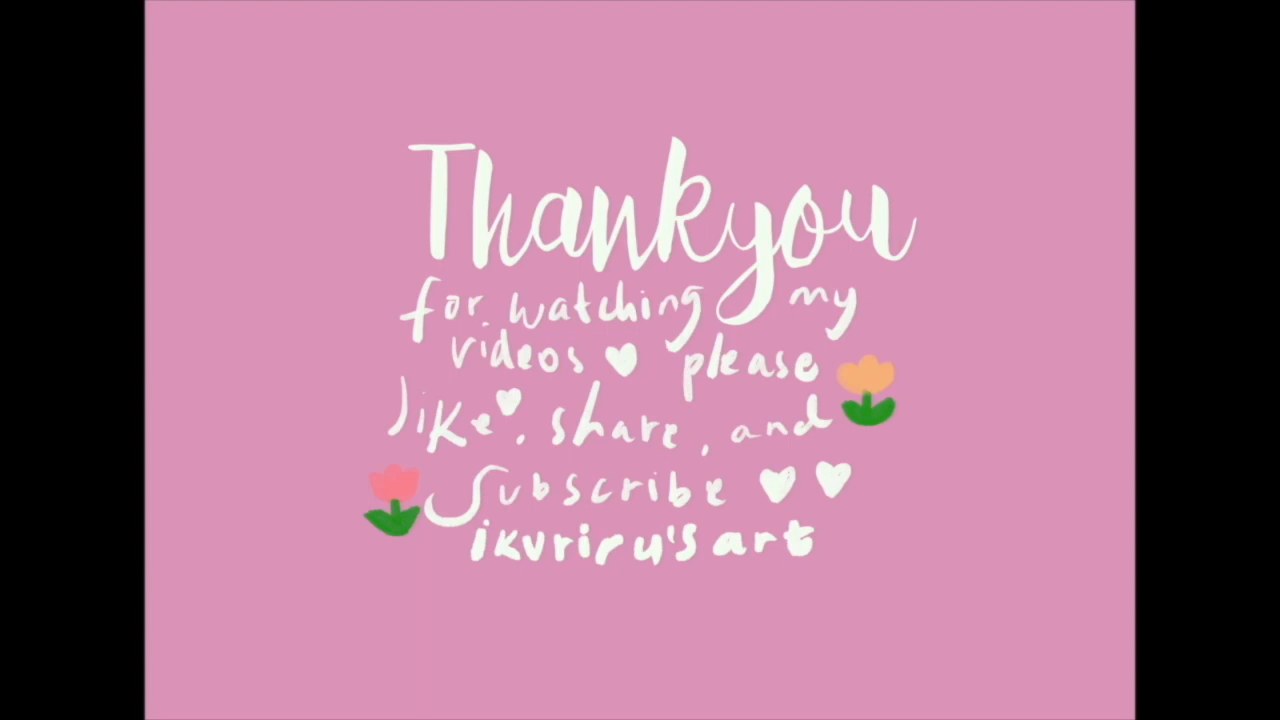 Thankyou
for watching my
videos ♥ please
like♥, share, and
Subscribe ♥ ♥
ikuriru's art